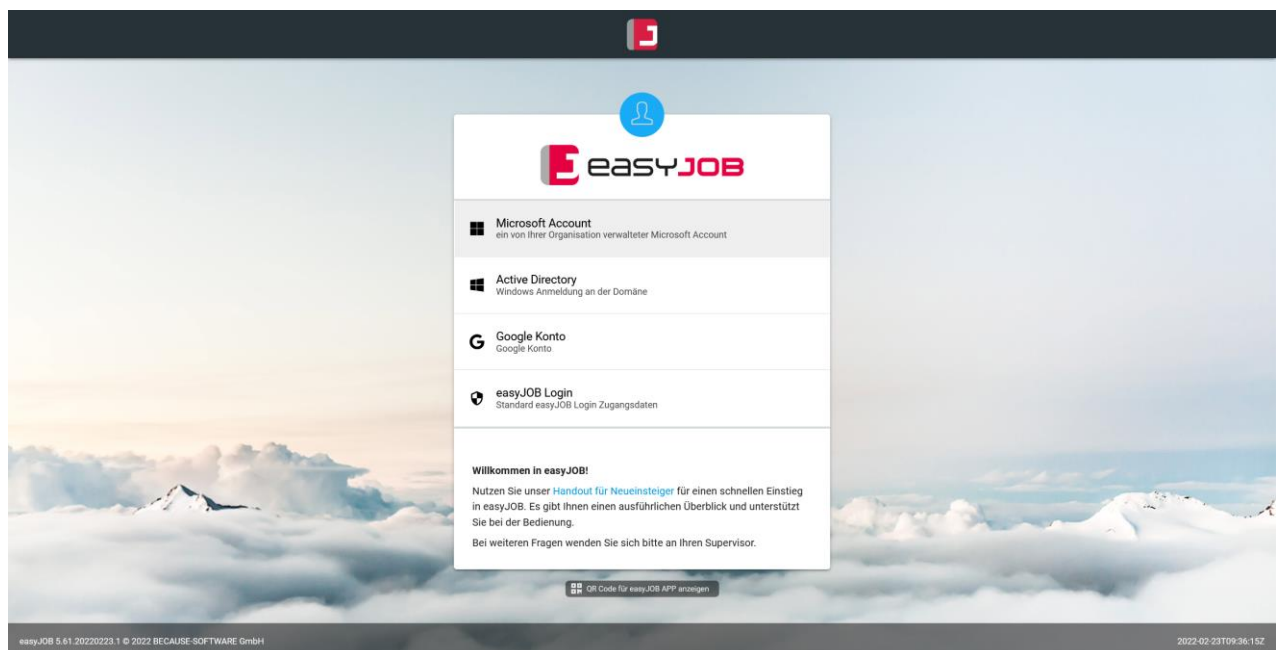 easyJOB
Microsoft Account
ein von Ihrer Organisation verwalteter Microsoft Account
Active Directory
Windows Anmeldung an der Domäne
Google Konto
Google Konto
easyJOB Login
Standard easyJOB Login Zugangsdaten
Willkommen in easyJOB!
Nutzen Sie unser Handout für Neueinsteiger für einen schnellen Einstieg
in easyJOB. Es gibt Ihnen einen ausführlichen Überblick und unterstützt
Sie bei der Bedienung.
Bei weiteren Fragen wenden Sie sich bitte an Ihren Supervisor.
QR Code für easyJOB APP anzeigen
easyJOB 5.61.20220223.1 © 2022 BECAUSE-SOFTWARE GmbH
2022-02-23T09:36:15Z